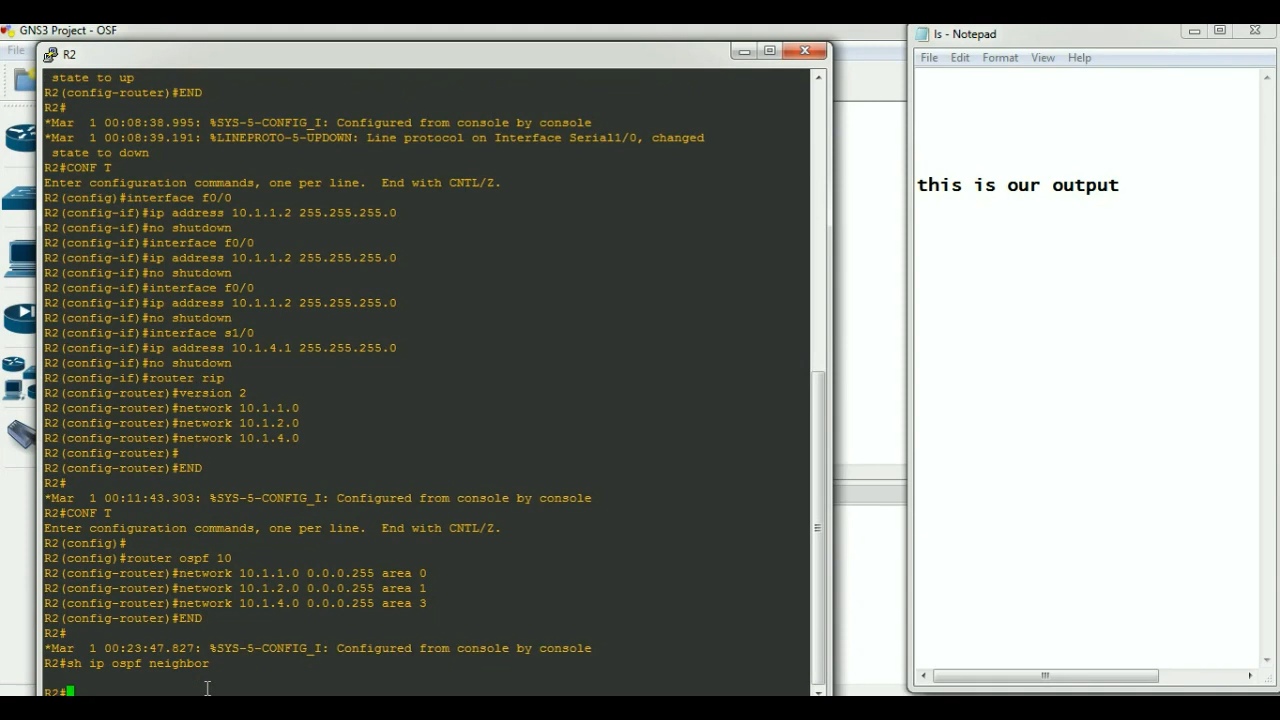 GNS3 Project - OSF
File
R2
state to up
R2(config-router)#END
R2#
*Mar  1 00:08:38.995: %SYS-5-CONFIG_I: Configured from console by console
*Mar  1 00:08:39.191: %LINEPROTO-5-UPDOWN: Line protocol on Interface Serial1/0, changed
state to down
R2#CONF T
Enter configuration commands, one per line.  End with CNTL/Z.
R2(config)#interface f0/0
R2(config-if)#ip address 10.1.1.2 255.255.255.0
R2(config-if)#no shutdown
R2(config-if)#interface f0/0
R2(config-if)#ip address 10.1.1.2 255.255.255.0
R2(config-if)#no shutdown
R2(config-if)#interface f0/0
R2(config-if)#ip address 10.1.1.2 255.255.255.0
R2(config-if)#no shutdown
R2(config-if)#interface s1/0
R2(config-if)#ip address 10.1.4.1 255.255.255.0
R2(config-if)#no shutdown
R2(config-if)#router rip
R2(config-router)#version 2
R2(config-router)#network 10.1.1.0
R2(config-router)#network 10.1.2.0
R2(config-router)#network 10.1.4.0
R2(config-router)#
R2(config-router)#END
R2#
*Mar  1 00:11:43.303: %SYS-5-CONFIG_I: Configured from console by console
R2#CONF T
Enter configuration commands, one per line.  End with CNTL/Z.
R2(config)#
R2(config)#router ospf 10
R2(config-router)#network 10.1.1.0 0.0.0.255 area 0
R2(config-router)#network 10.1.2.0 0.0.0.255 area 1
R2(config-router)#network 10.1.4.0 0.0.0.255 area 3
R2(config-router)#END
R2#
*Mar  1 00:23:47.827: %SYS-5-CONFIG_I: Configured from console by console
R2#sh ip ospf neighbor
R2#
ls - Notepad
File Edit Format View Help
this is our output